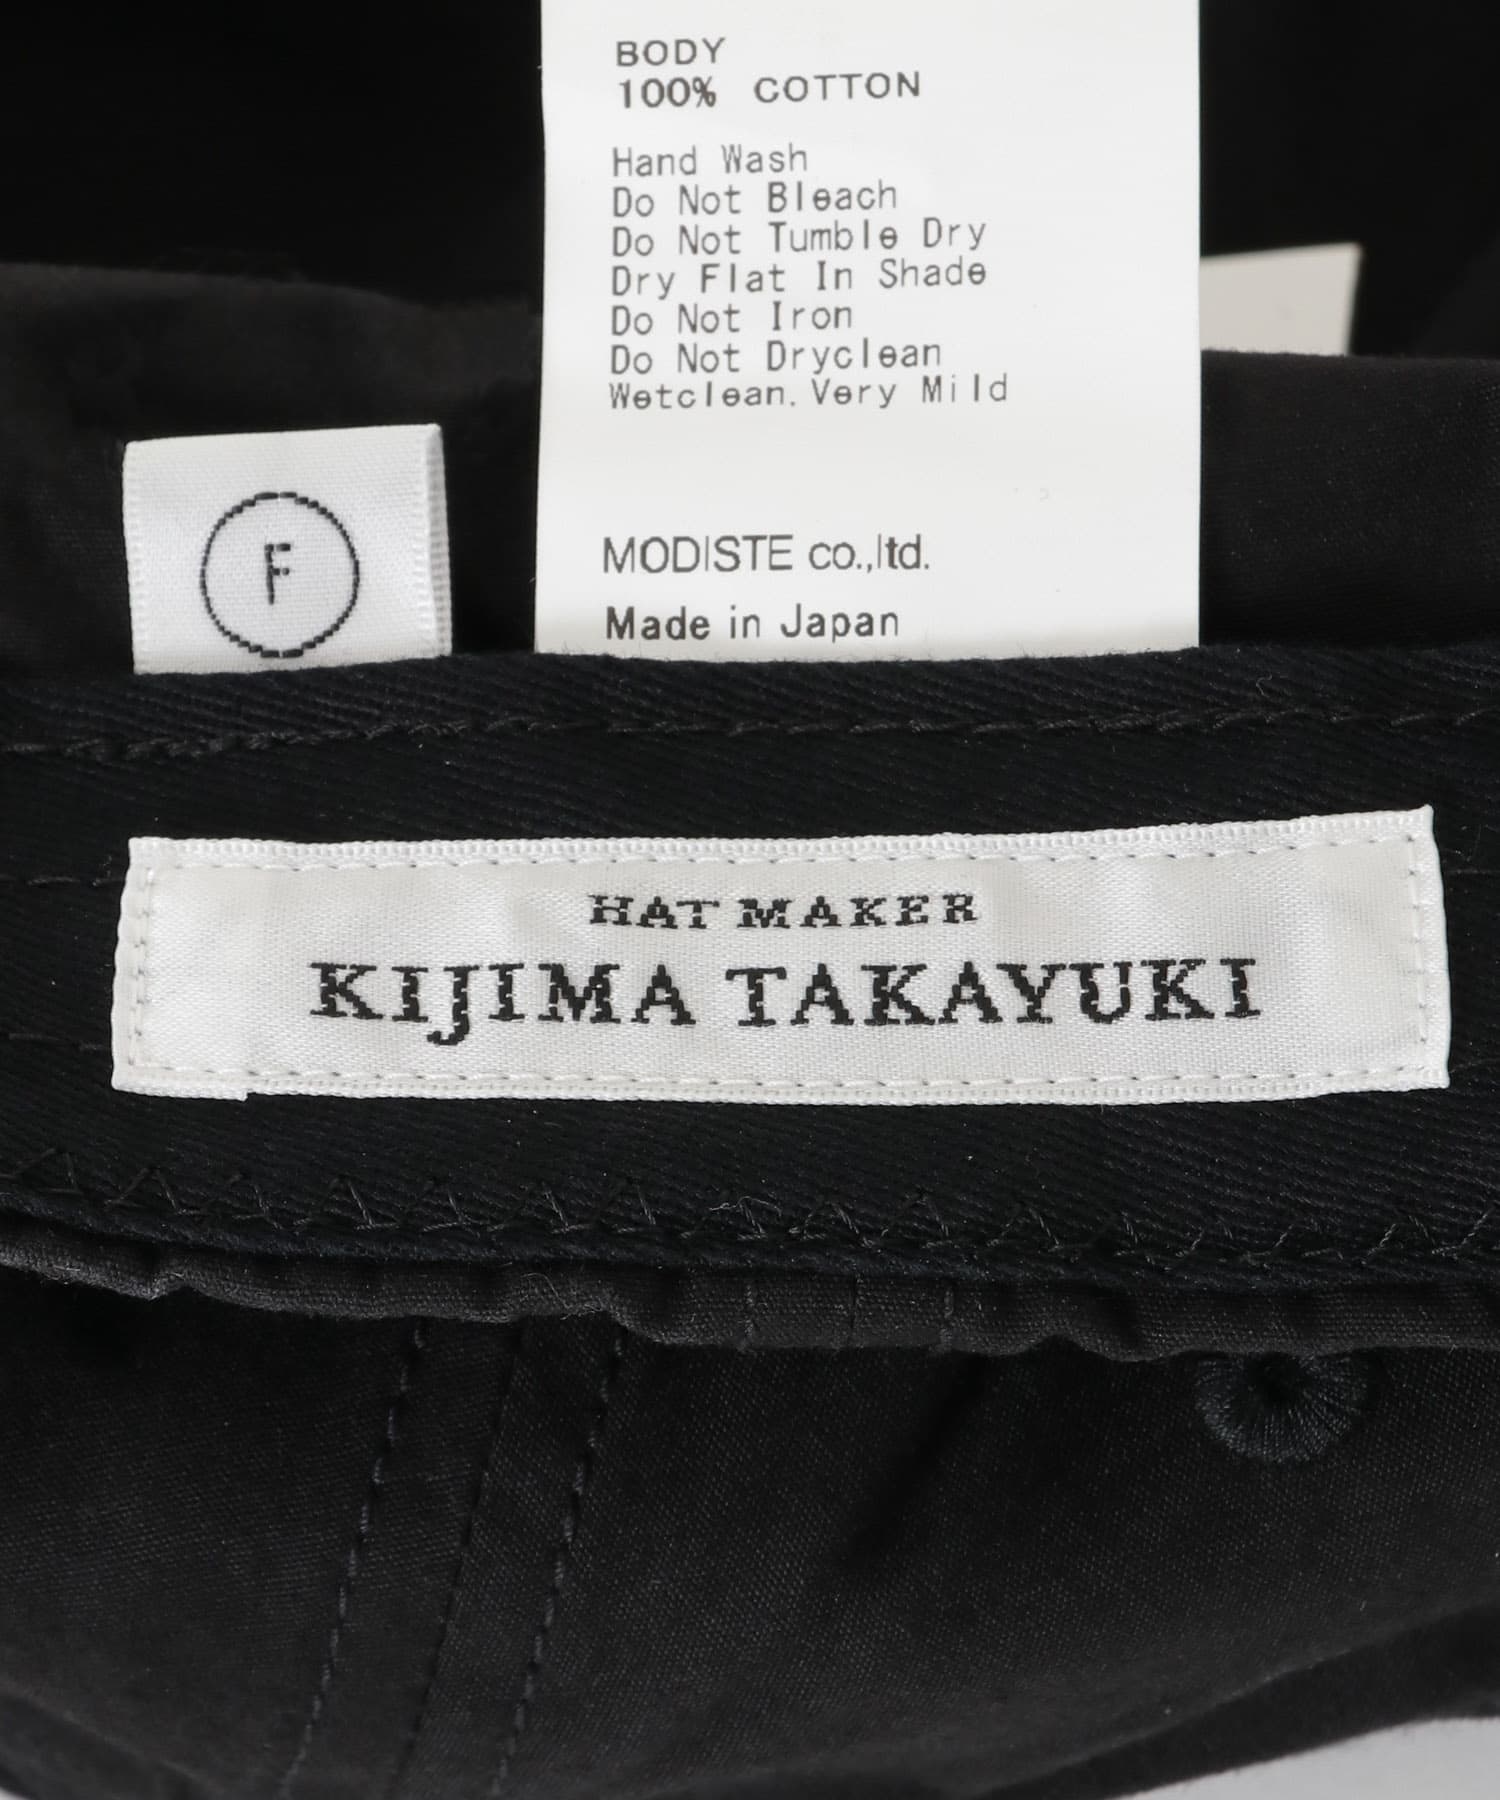 BODY
100% COTTON
Hand Wash
Do Not Bleach
Do Not Tumble Dry
Dry Flat In Shade
Do Not Iron
Do Not Dryclean
Wetclean. Very Mild
MODISTE co.,ltd.
Made in Japan
F
HAT MAKER
KIJIMA TAKAYUKI